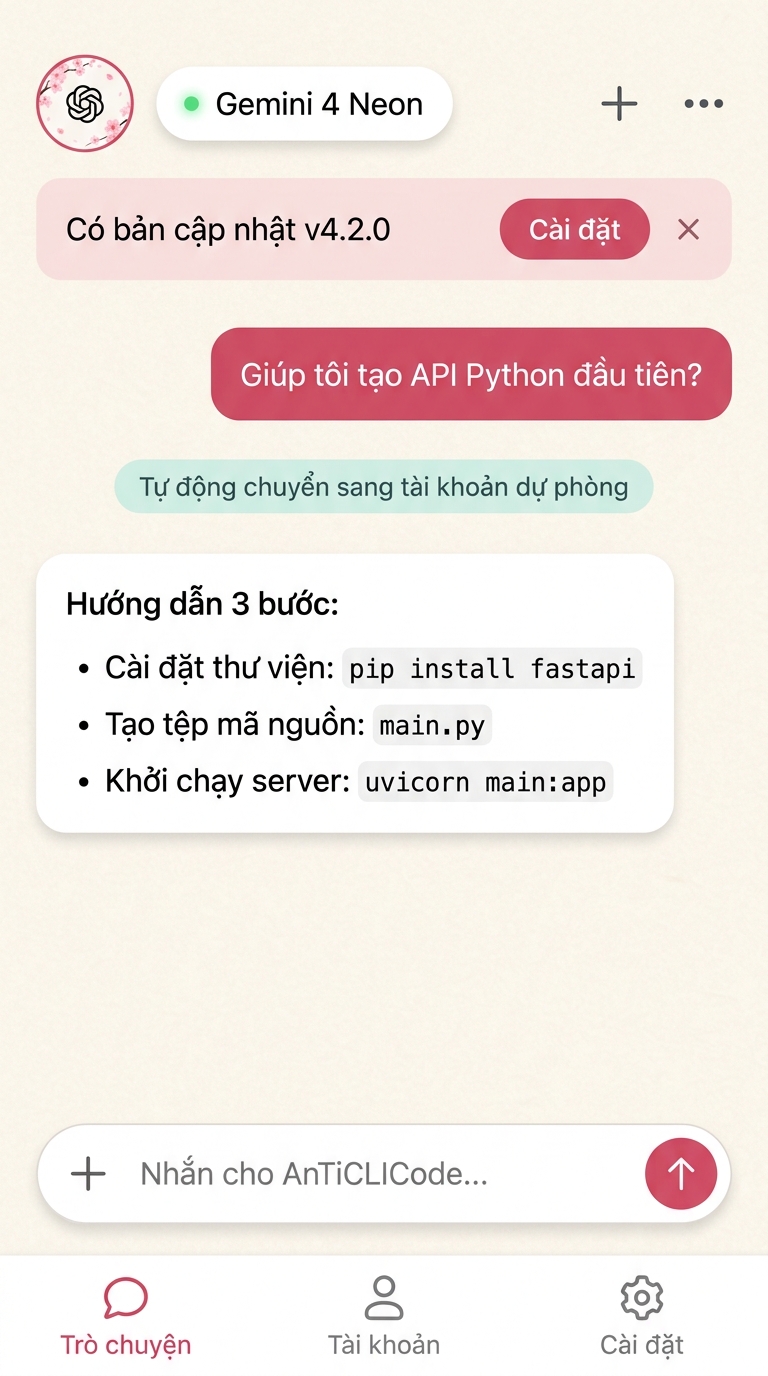 Gemini 4 Neon
Có bản cập nhật v4.2.0
Cài đặt
Giúp tôi tạo API Python đầu tiên?
Tự động chuyển sang tài khoản dự phòng
Hướng dẫn 3 bước:
• Cài đặt thư viện: pip install fastapi
• Tạo tệp mã nguồn: main.py
• Khởi chạy server: uvicorn main:app
Nhắn cho AnTiCLICode...
Trò chuyện
Tài khoản
Cài đặt